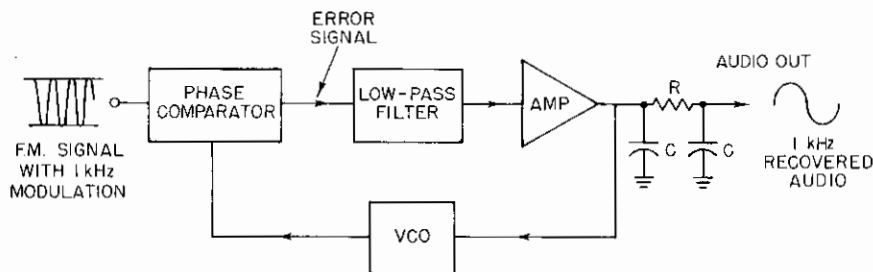 ERROR
SIGNAL
AUDIO OUT
PHASE
COMPARATOR
LOW-PASS
FILTER
AMP
R
C
C
F.M. SIGNAL
WITH 1 kHz
MODULATION
1 kHz
RECOVERED
AUDIO
VCO